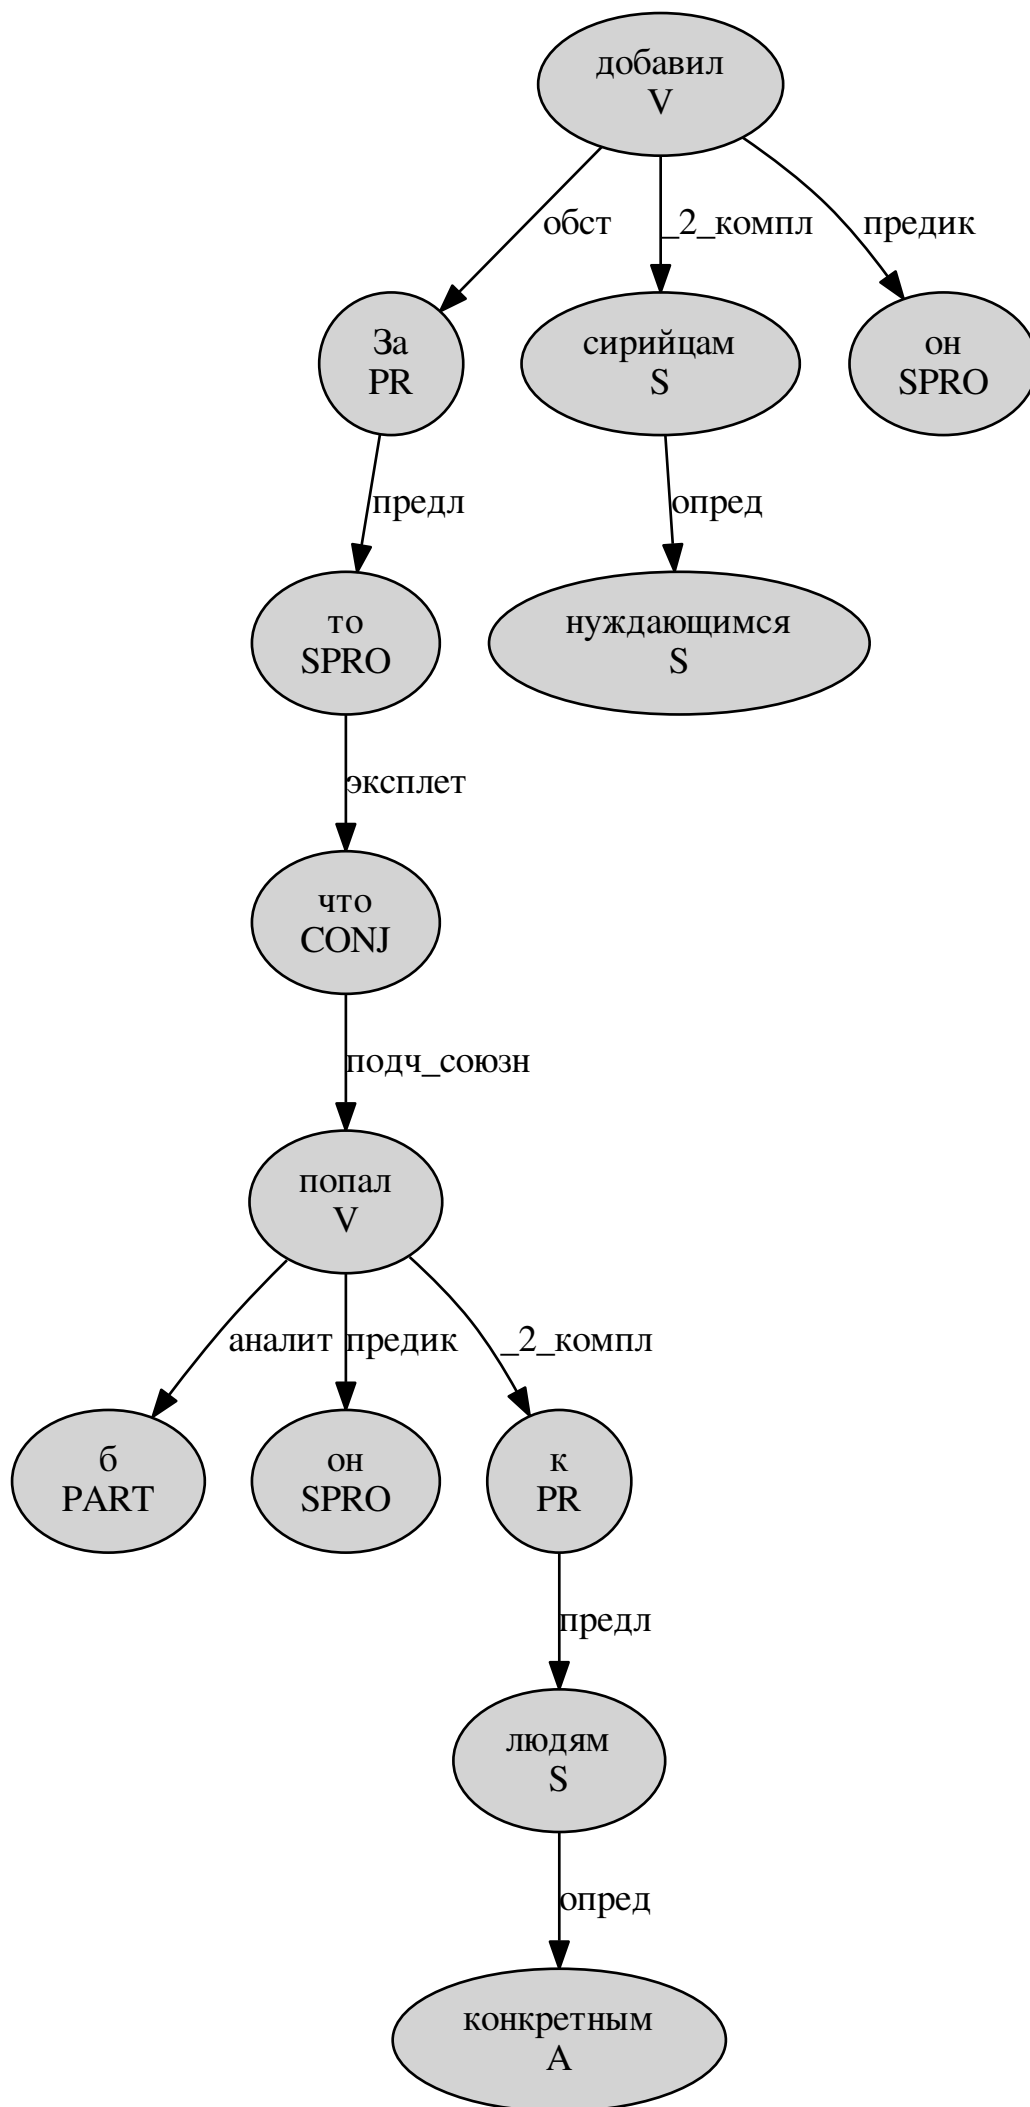 добавил
V
обст
_2_компл
предик
За
PR
сирийцам
S
он
SPRO
предл
опред
то
SPRO
нуждающимся
S
эксплет
что
CONJ
подч_союзн
попал
V
аналит
предик
_2_компл
б
PART
он
SPRO
к
PR
предл
людям
S
опред
конкретным
A